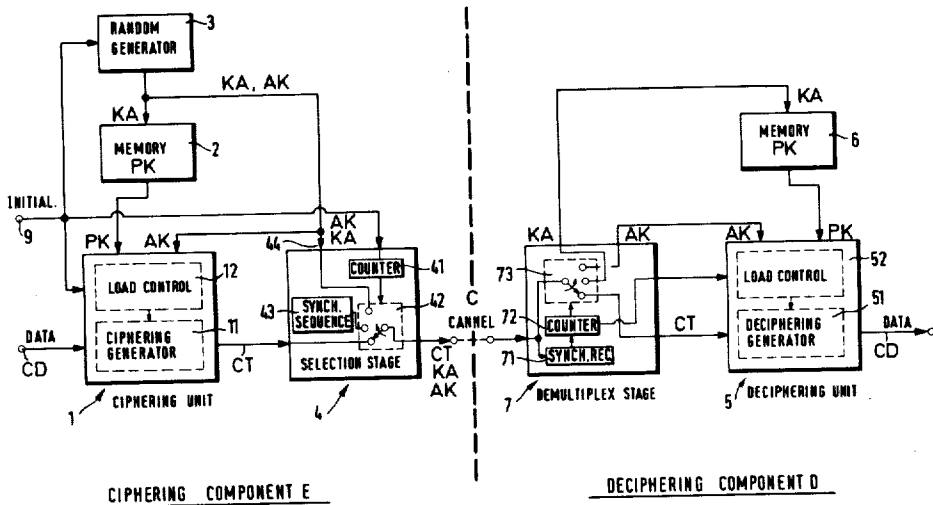 RANDOM
GENERATOR
3
KA, AK
KA
MEMORY
PK
2
INITIAL.
9
PK
AK
44
AK
KA
12
LOAD CONTROL
COUNTER
41
43
SYNCH.
SEQUENCE
42
11
CIPHERING
GENERATOR
DATA
CD
CT
SELECTION STAGE
1
CIPHERING UNIT
4
C
CANNEL
CT
KA
AK
CIPHERING COMPONENT E
KA
MEMORY
PK
6
KA
AK
AK
PK
73
72
COUNTER
71
SYNCH.REC
CT
52
LOAD CONTROL
51
DECIPHERING
GENERATOR
DATA
CD
7
DEMULTIPLEX STAGE
5
DECIPHERING UNIT
DECIPHERING COMPONENT D